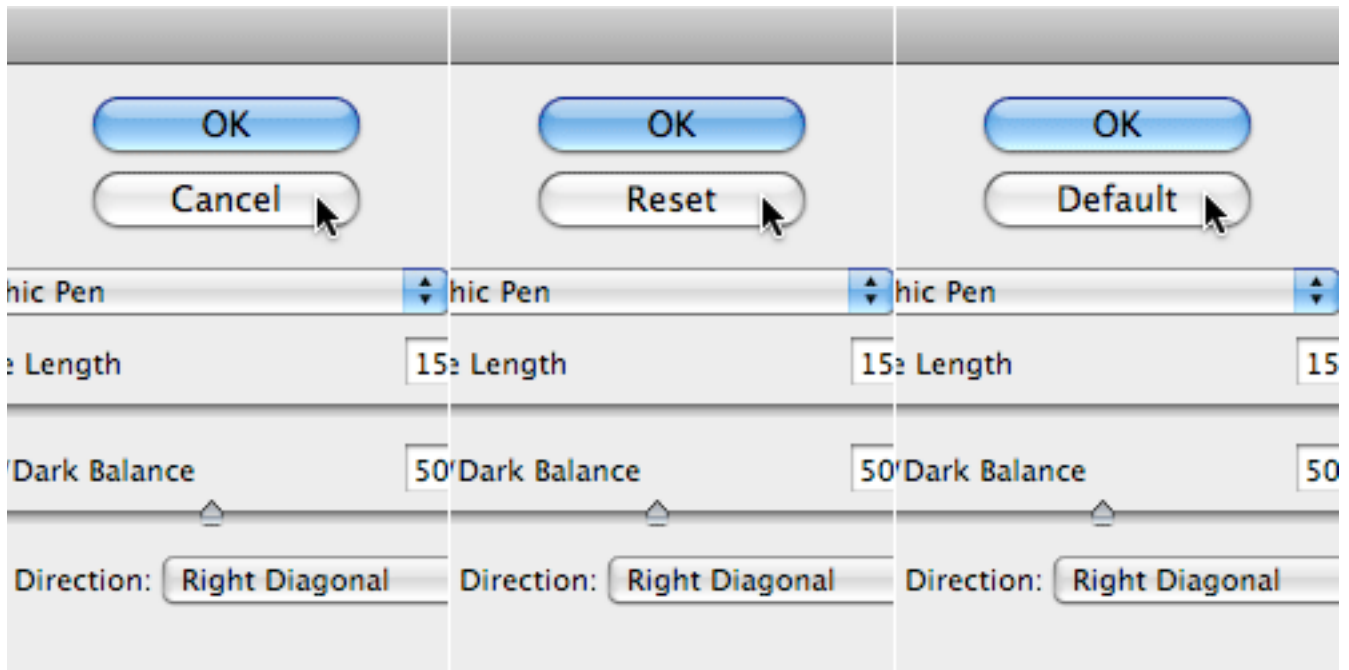 OK
Cancel
hic Pen
e Length 15
/Dark Balance 50
Direction: Right Diagonal
OK
Reset
hic Pen
e Length 15
/Dark Balance 50
Direction: Right Diagonal
OK
Default
hic Pen
e Length 15
/Dark Balance 50
Direction: Right Diagonal